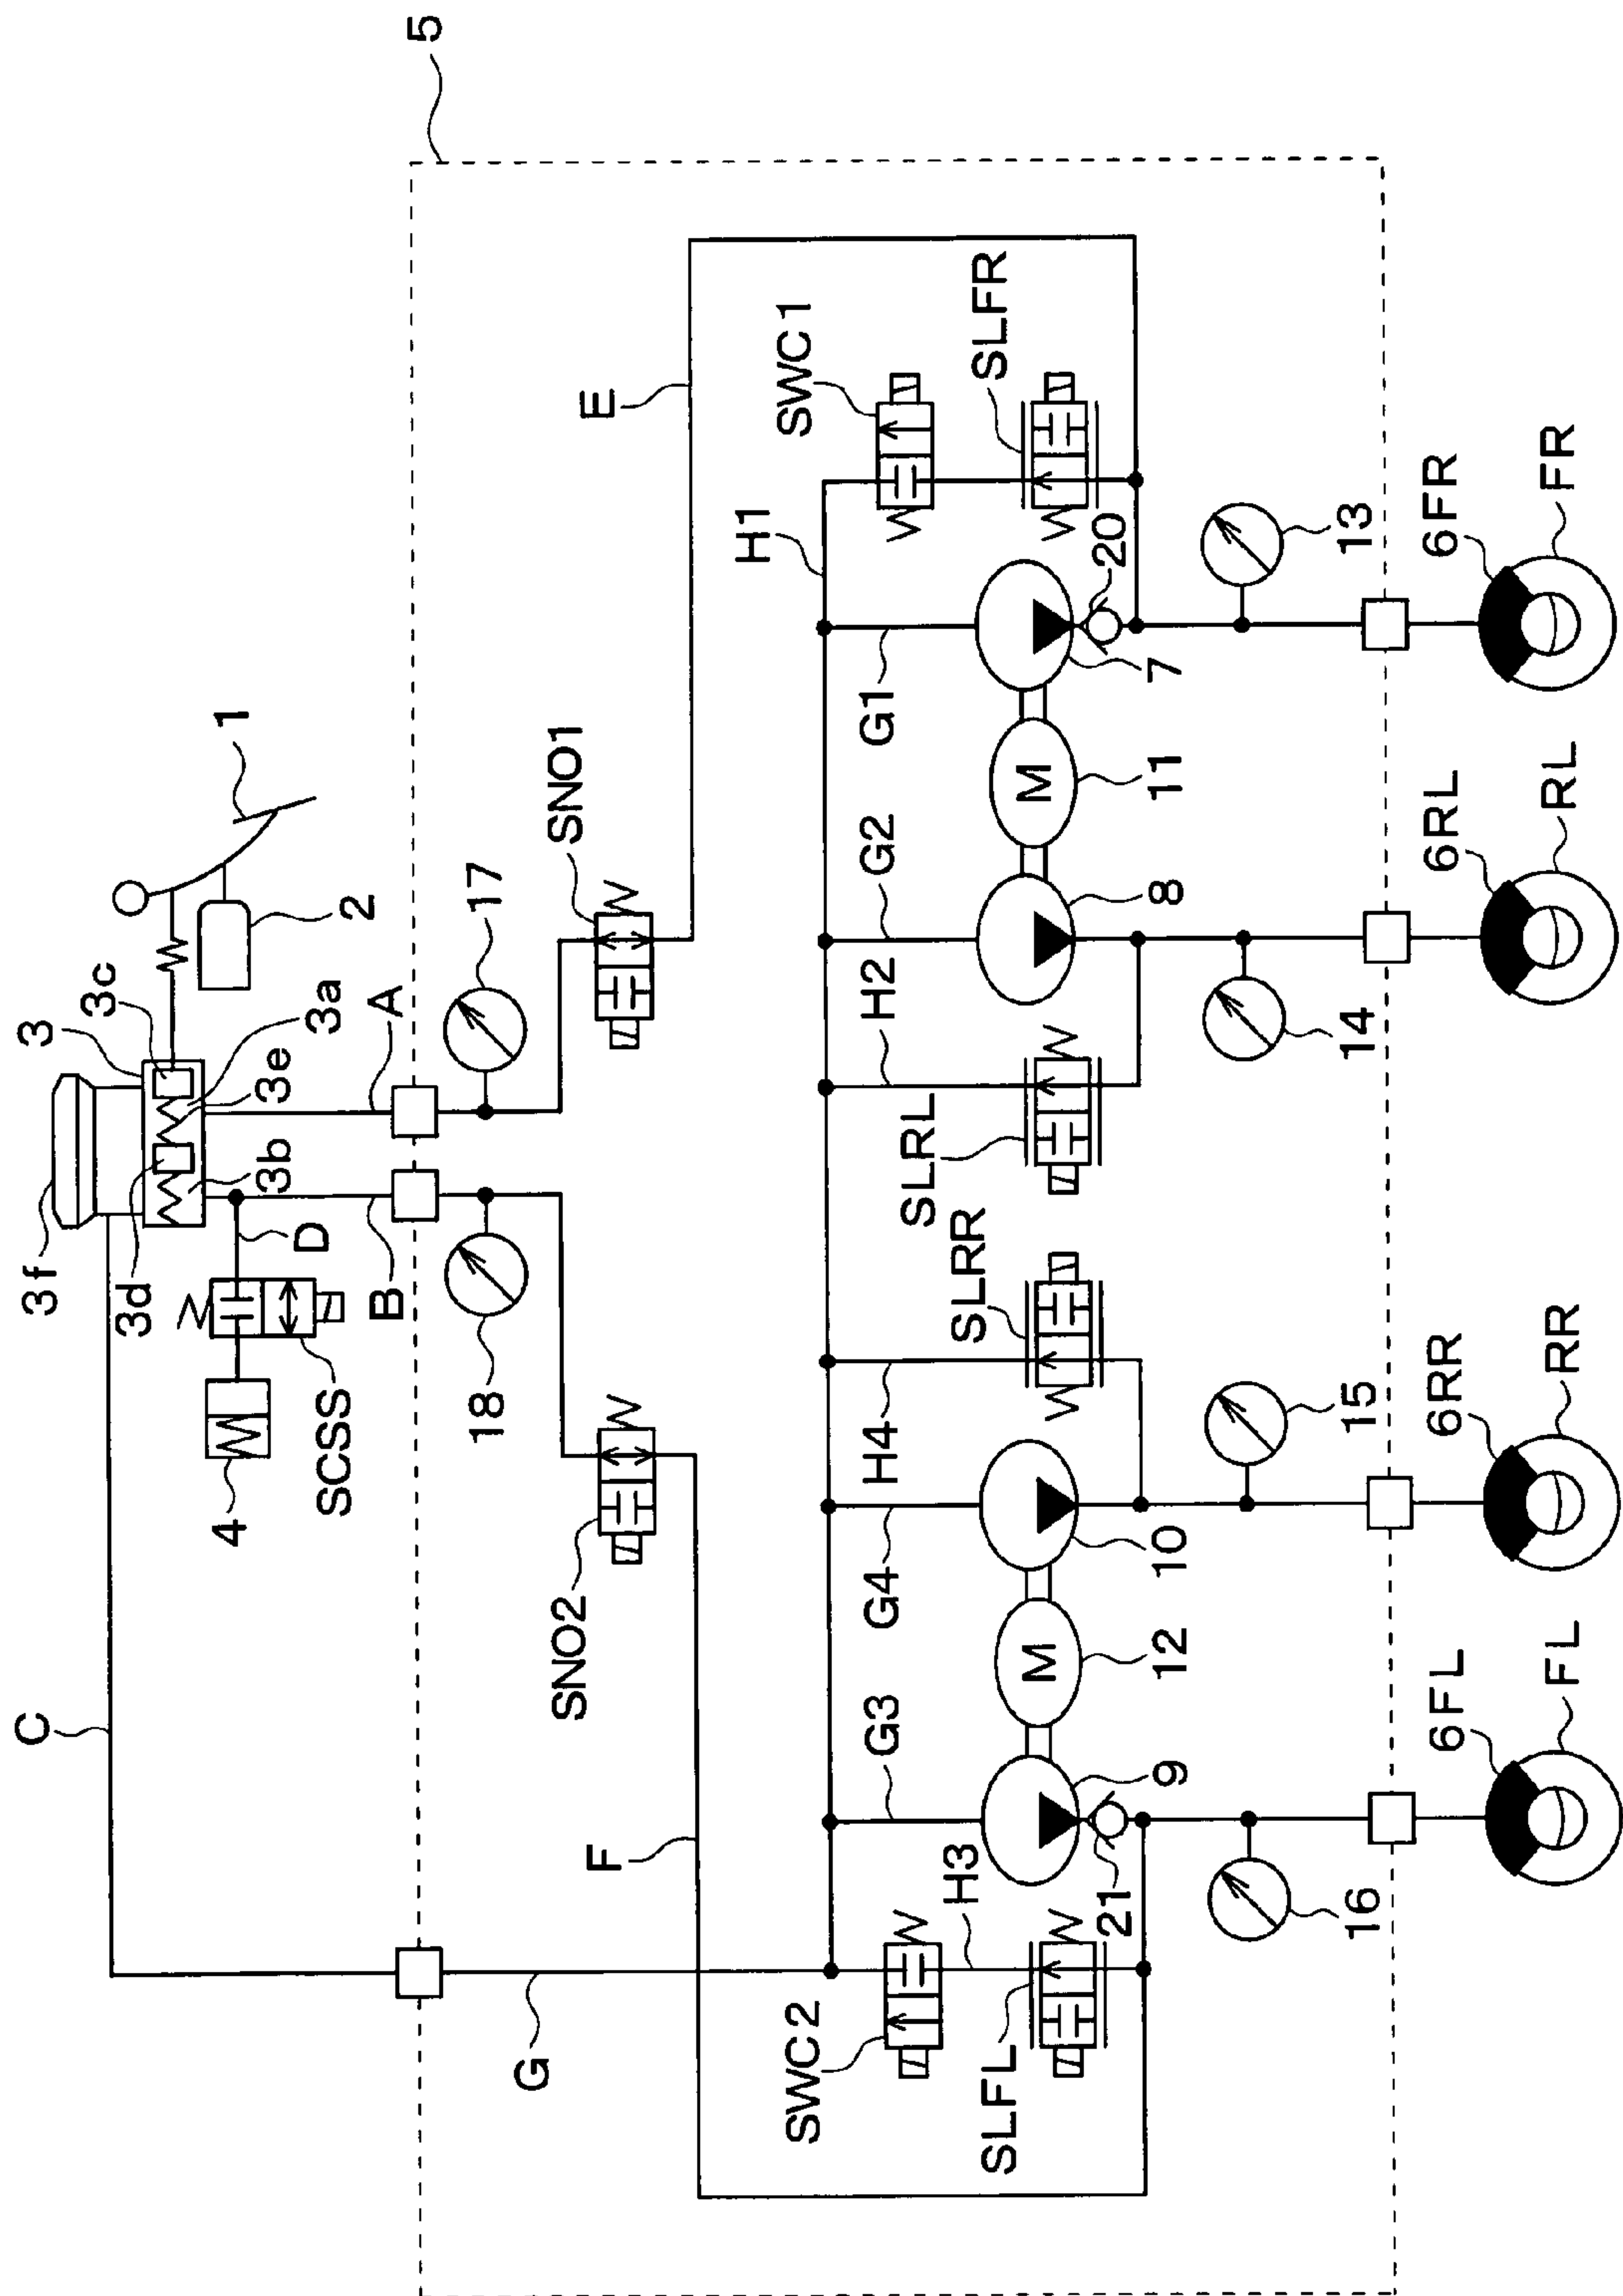 5
1
2
3
3c
3a
3e
3b
3d
3f
A
B
C
D
4
SCSS
17
18
SNO1
SNO2
E
F
G
H1
SWC1
SLFR
G1
G2
H2
SLRL
SLRR
H4
G4
G3
H3
SWC2
SLFL
20
7
M
11
8
10
M
12
9
21
13
14
15
16
6FR
FR
6RL
RL
6RR
RR
6FL
FL